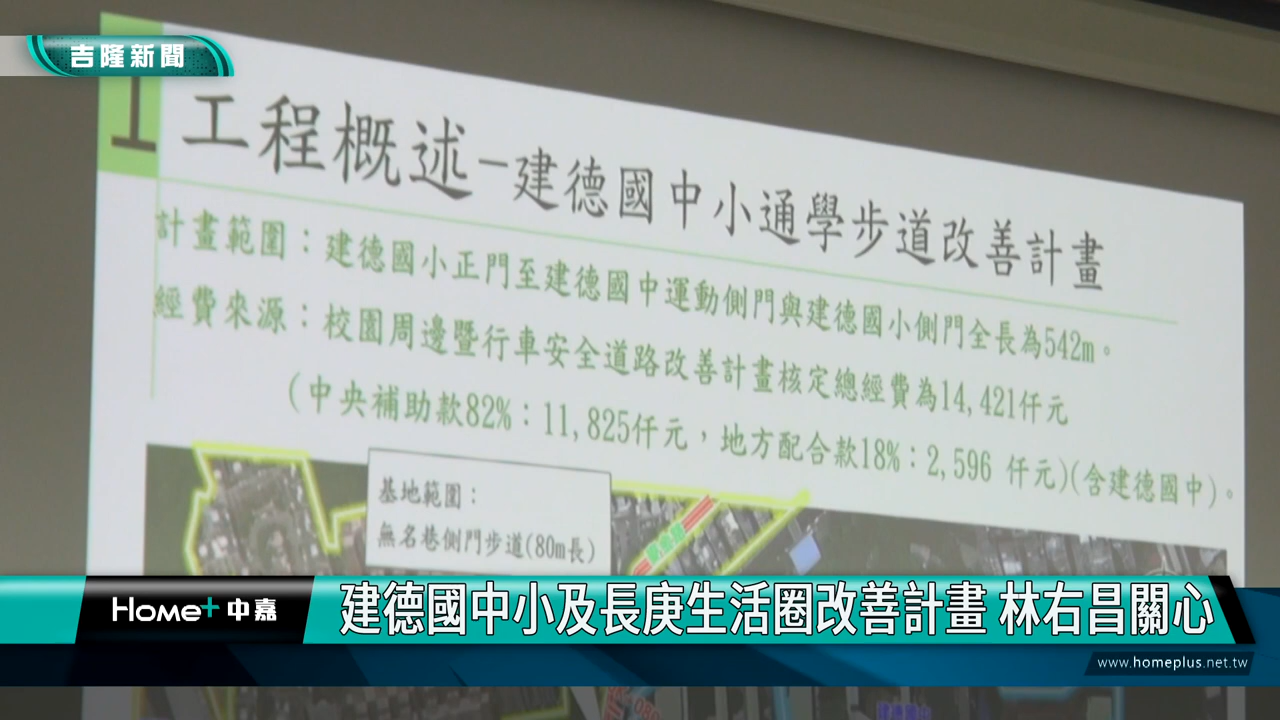 吉隆新聞
1
工程概述-建德國中小通學步道改善計畫
計畫範圍：建德國小正門至建德國中運動側門與建德國小側門全長為542m。
經費來源：校園周邊暨行車安全道路改善計畫核定總經費為14,421仟元
(中央補助款82%：11,825仟元，地方配合款18%：2,596 仟元)(含建德國中)。
基地範圍：
無名巷側門步道(80m長)
Home+中嘉
建德國中小及長庚生活圈改善計畫 林右昌關心
www.homeplus.net.tw